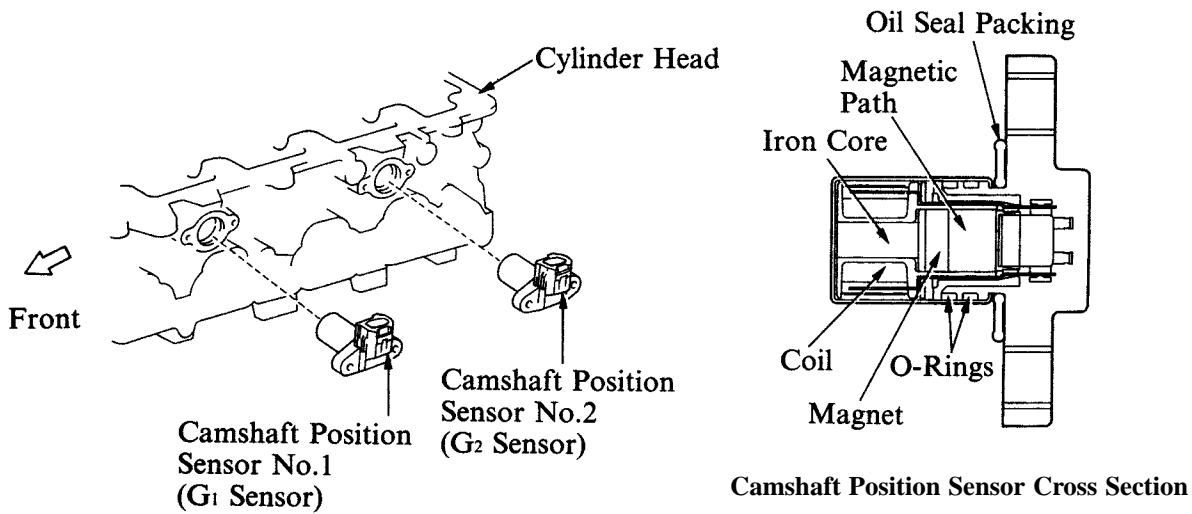 Cylinder Head
Front
Camshaft Position
Sensor No.1
(G1 Sensor)
Camshaft Position
Sensor No.2
(G2 Sensor)
Oil Seal Packing
Magnetic
Path
Iron Core
Coil
O-Rings
Magnet
Camshaft Position Sensor Cross Section